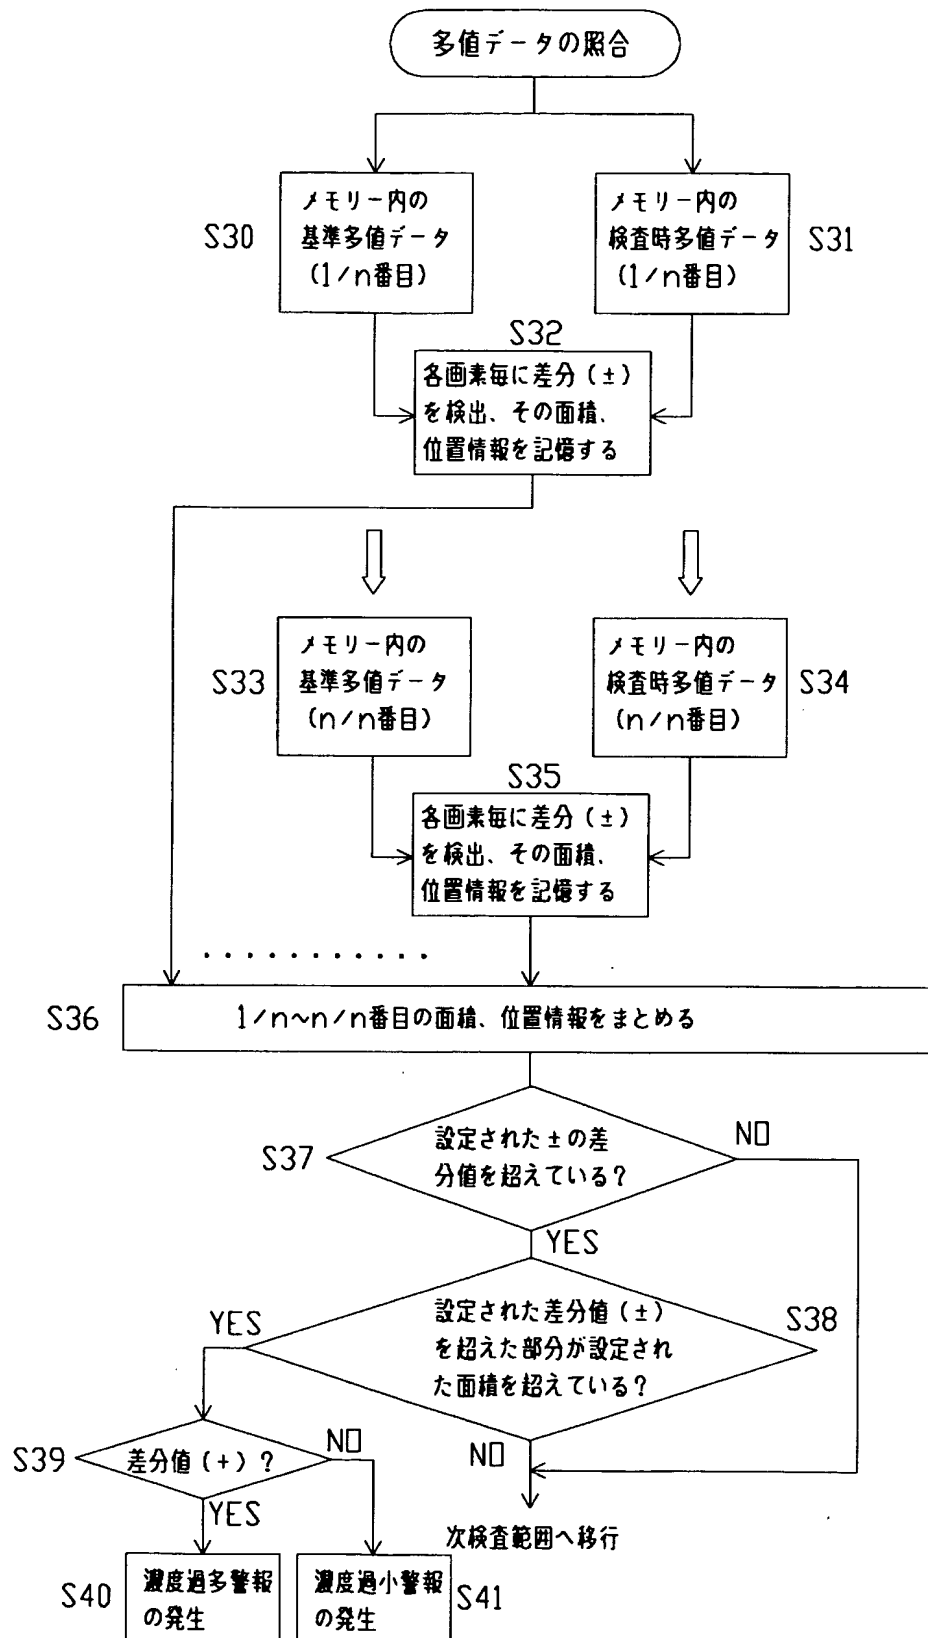 多値データの照合
S30
メモリー内の
基準多値データ
(1/n番目)
メモリー内の
検査時多値データ
(1/n番目)
S31
S32
各画素毎に差分(±)
を検出、その面積、
位置情報を記憶する
S33
メモリー内の
基準多値データ
(n/n番目)
メモリー内の
検査時多値データ
(n/n番目)
S34
S35
各画素毎に差分(±)
を検出、その面積、
位置情報を記憶する
・・・・・・・・・・・
S36
1/n~n/n番目の面積、位置情報をまとめる
S37
設定された±の差
分値を超えている?
NO
YES
設定された差分値(±)
を超えた部分が設定され
た面積を超えている?
S38
YES
NO
S39
差分値(+)?
NO
YES
次検査範囲へ移行
S40
濃度過多警報
の発生
濃度過小警報
の発生
S41